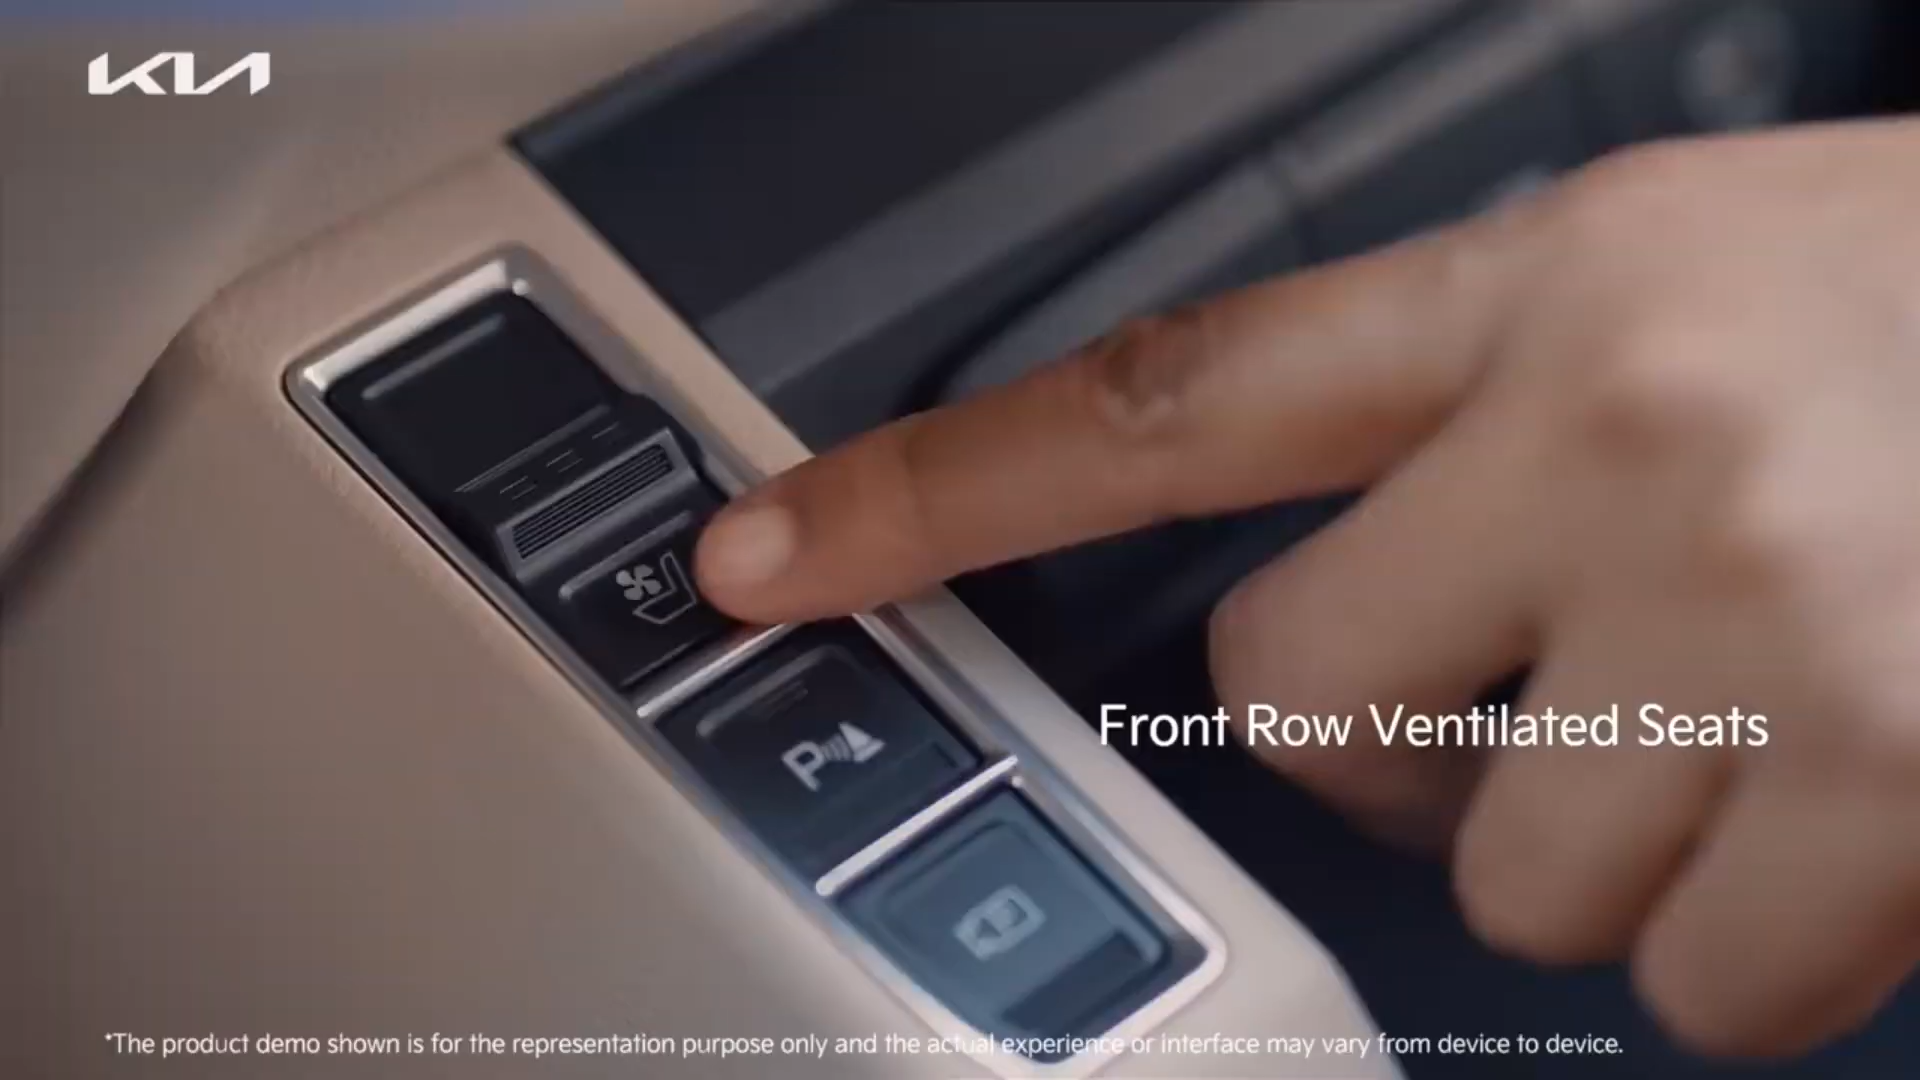 KIA
Front Row Ventilated Seats
P
*The product demo shown is for the representation purpose only and the actual experience or interface may vary from device to device.